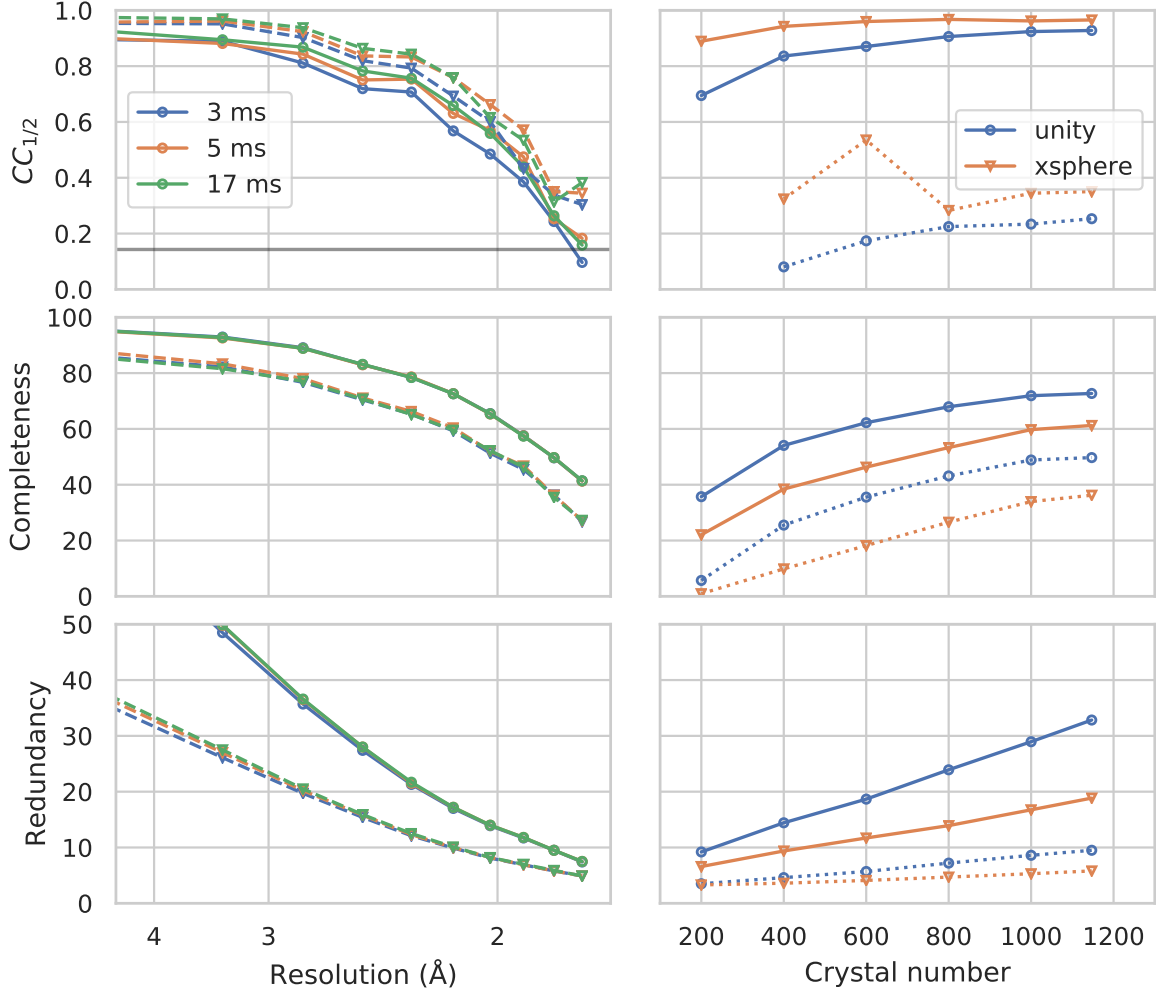 1.0
0.8
0.6
0.4
0.2
0.0
CC1/2
3 ms
5 ms
17 ms
unity
xsphere
100
80
60
40
20
0
Completeness
50
40
30
20
10
0
Redundancy
4 3 2
Resolution (Å)
200 400 600 800 1000 1200
Crystal number